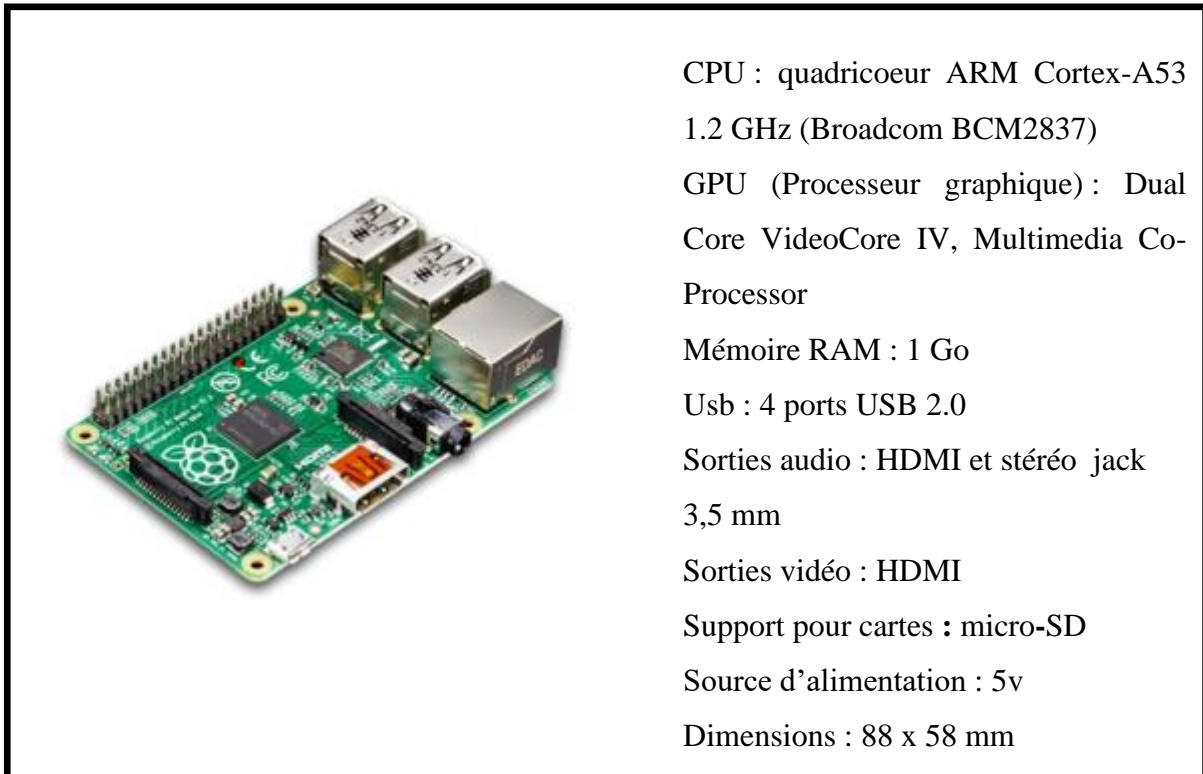 CPU : quadricoeur ARM Cortex-A53
1.2 GHz (Broadcom BCM2837)
GPU (Processeur graphique) : Dual
Core VideoCore IV, Multimedia Co-
Processor
Mémoire RAM : 1 Go
Usb : 4 ports USB 2.0
Sorties audio : HDMI et stéréo jack
3,5 mm
Sorties vidéo : HDMI
Support pour cartes : micro-SD
Source d’alimentation : 5v
Dimensions : 88 x 58 mm
EDAC
HDMI